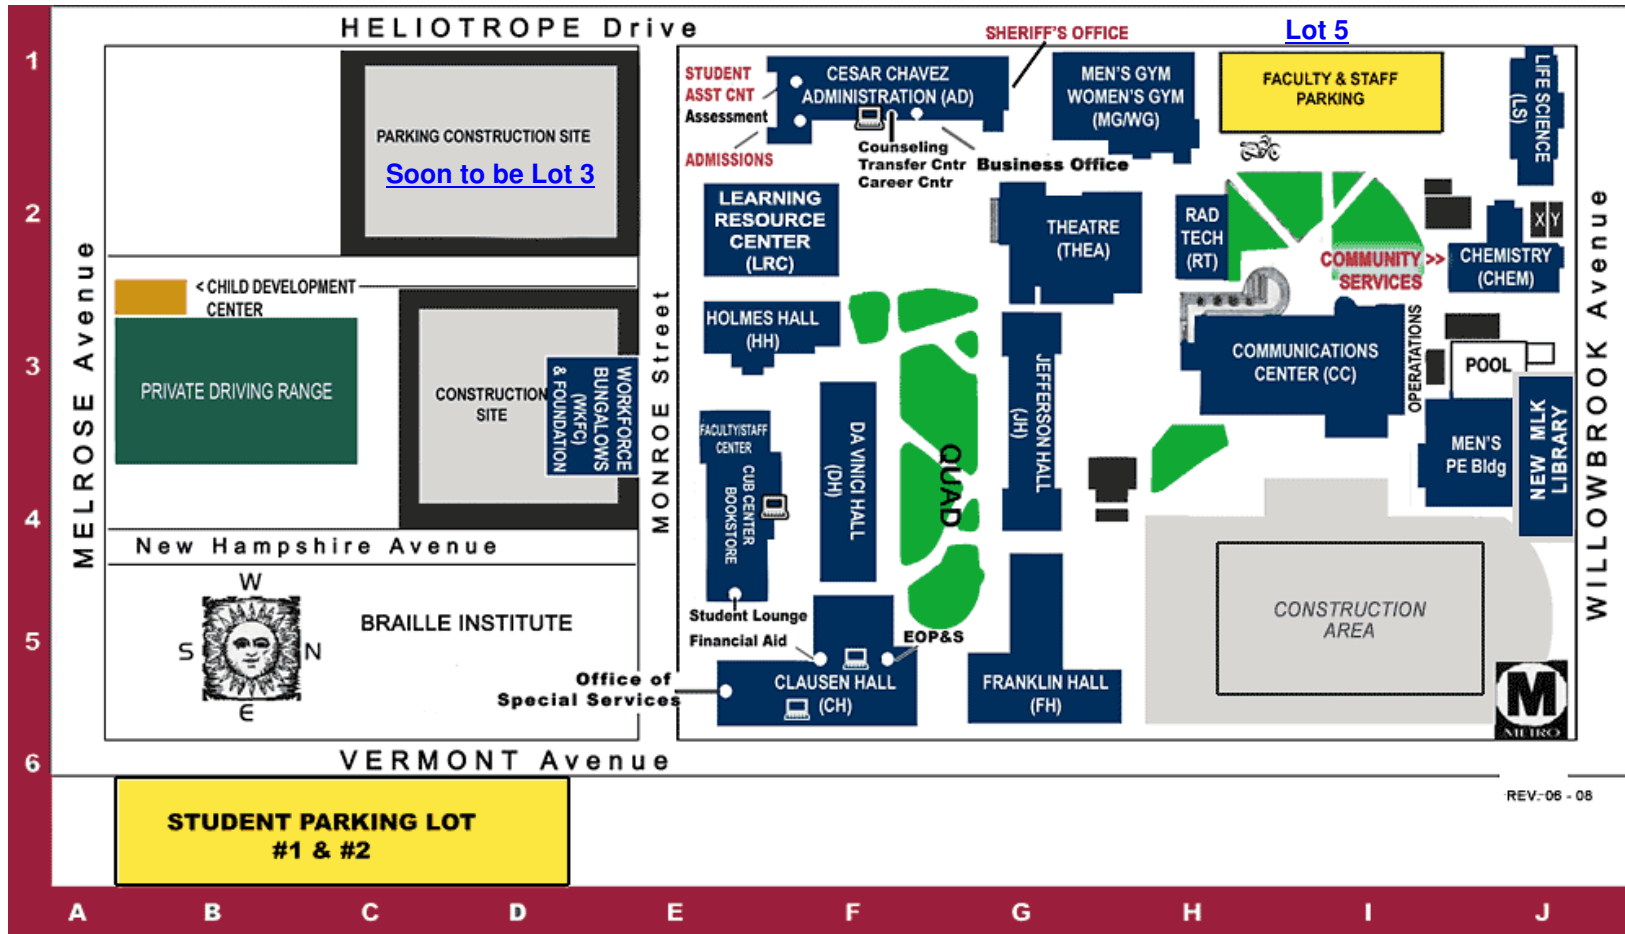 HELIOTROPE Drive
Lot 5
SHERIFF'S OFFICE
1
STUDENT
ASST CNT
Assessment
ADMISSIONS
CESAR CHAVEZ
ADMINISTRATION (AD)
Counseling
Transfer Cntr
Career Cntr
Business Office
MEN'S GYM
WOMEN'S GYM
(MG/WG)
FACULTY & STAFF
PARKING
LIFE SCIENCE
(LS)
PARKING CONSTRUCTION SITE
Soon to be Lot 3
2
LEARNING
RESOURCE
CENTER
(LRC)
THEATRE
(THEA)
RAD
TECH
(RT)
COMMUNITY >>
SERVICES
X Y
CHEMISTRY
(CHEM)
MELROSE Avenue
MONROE Street
WILLOWBROOK Avenue
< CHILD DEVELOPMENT
CENTER
3
PRIVATE DRIVING RANGE
CONSTRUCTION
SITE
WORKFORCE
BUNGALOWS
(WKFC)
& FOUNDATION
HOLMES HALL
(HH)
JEFFERSON HALL
(JH)
COMMUNICATIONS
CENTER (CC)
OPERATATIONS
POOL
FACULTY/STAFF
CENTER
CUB CENTER
BOOKSTORE
DA VINICI HALL
(DH)
QUAD
MEN'S
PE Bldg
NEW MLK
LIBRARY
4
New Hampshire Avenue
W
S N
E
BRAILLE INSTITUTE
5
Student Lounge
Financial Aid
EOP&S
Office of
Special Services
CLAUSEN HALL
(CH)
FRANKLIN HALL
(FH)
CONSTRUCTION
AREA
M
METRO
6
VERMONT Avenue
REV. 06 - 08
STUDENT PARKING LOT
#1 & #2
A B C D E F G H I J